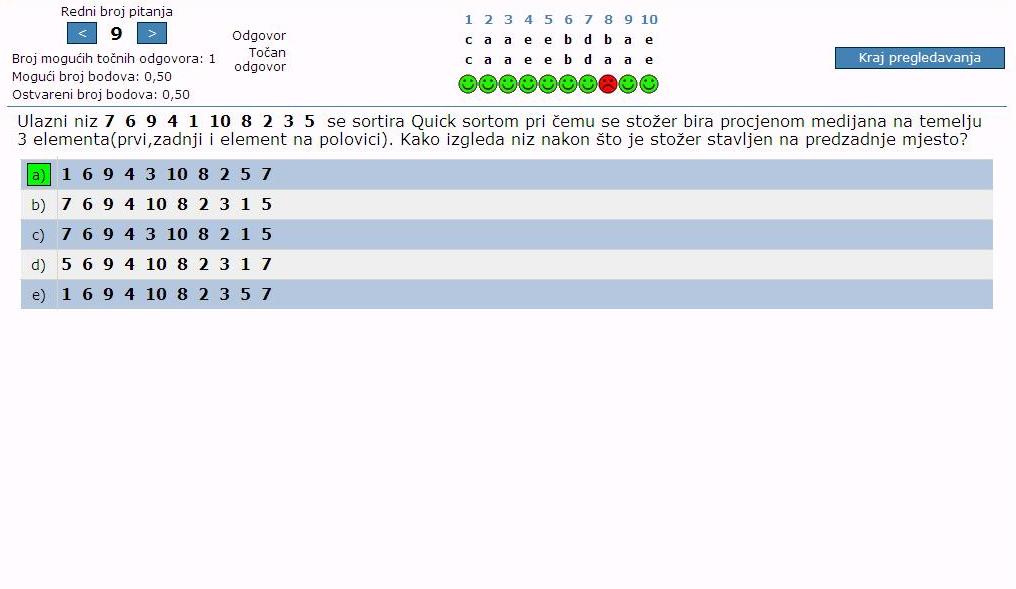 Redni broj pitanja
< 9 >
Broj mogućih točnih odgovora: 1
Mogući broj bodova: 0,50
Ostvareni broj bodova: 0,50
Odgovor
Točan odgovor
1 2 3 4 5 6 7 8 9 10
c a a e e b d b a e
c a a e e b d a a e
Kraj pregledavanja
Ulazni niz 7 6 9 4 1 10 8 2 3 5 se sortira Quick sortom pri čemu se stožer bira procjenom medijana na temelju
3 elementa(prvi,zadnji i element na polovici). Kako izgleda niz nakon što je stožer stavljen na predzadnje mjesto?
a) 1 6 9 4 3 10 8 2 5 7
b) 7 6 9 4 10 8 2 3 1 5
c) 7 6 9 4 3 10 8 2 1 5
d) 5 6 9 4 10 8 2 3 1 7
e) 1 6 9 4 10 8 2 3 5 7